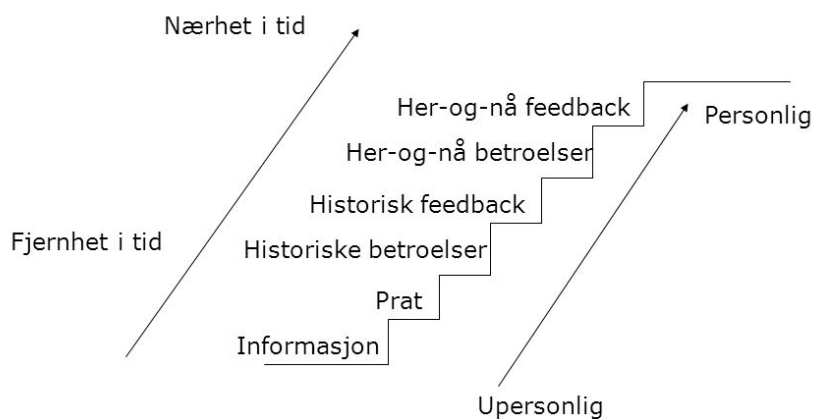 Nærhet i tid
Her-og-nå feedback
Personlig
Her-og-nå betroelser
Historisk feedback
Fjernhet i tid
Historiske betroelser
Prat
Informasjon
Upersonlig